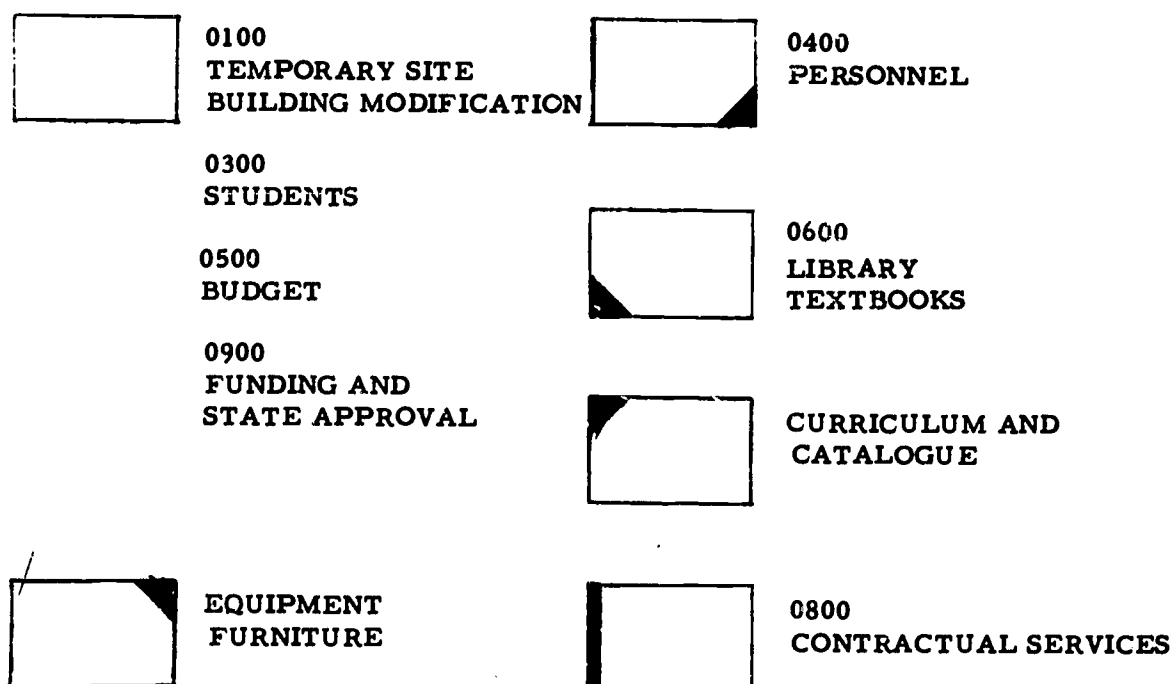 0100
TEMPORARY SITE
BUILDING MODIFICATION
0300
STUDENTS
0500
BUDGET
0900
FUNDING AND
STATE APPROVAL
EQUIPMENT
FURNITURE
0400
PERSONNEL
0600
LIBRARY
TEXTBOOKS
CURRICULUM AND
CATALOGUE
0800
CONTRACTUAL SERVICES